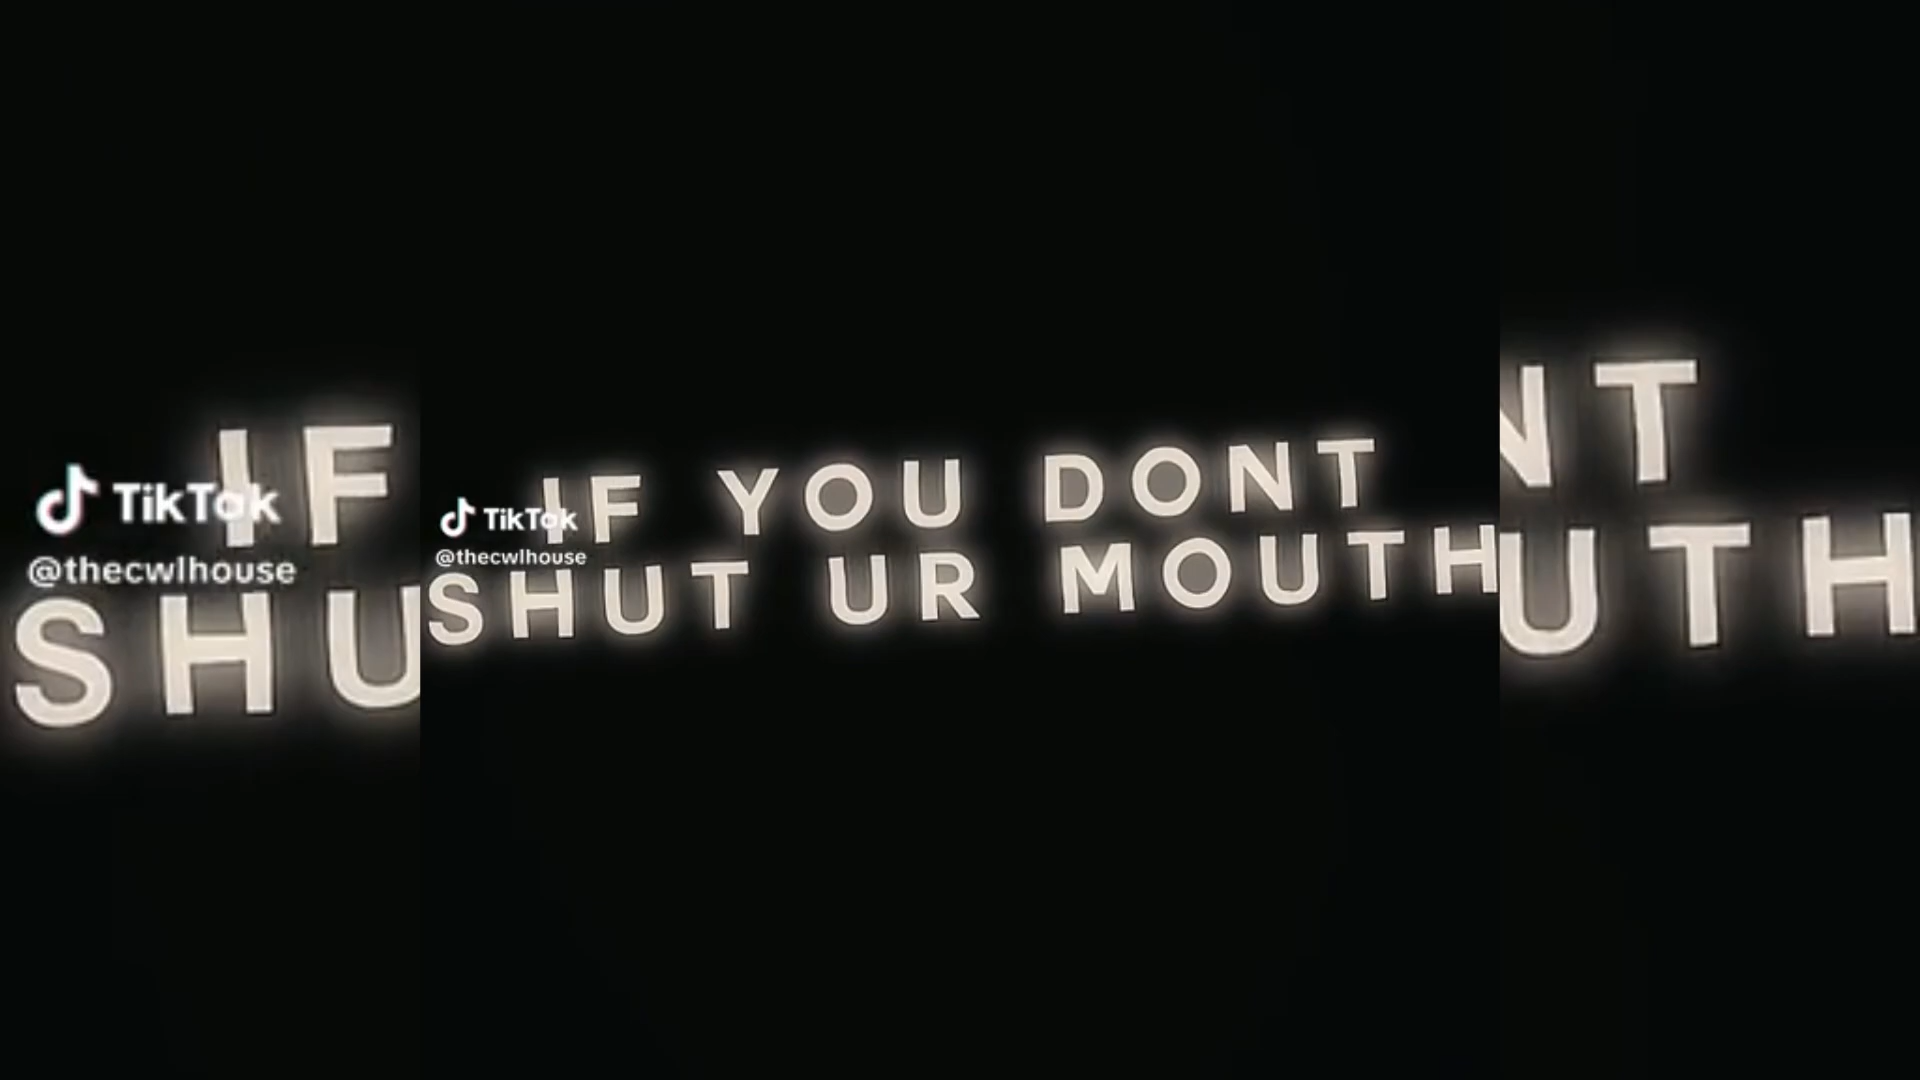 IF YOU DONT
TikTok
@thecwlhouse
SHUT UR MOUTH
IF
TikTok
@thecwlhouse
SHU
NT
UTH